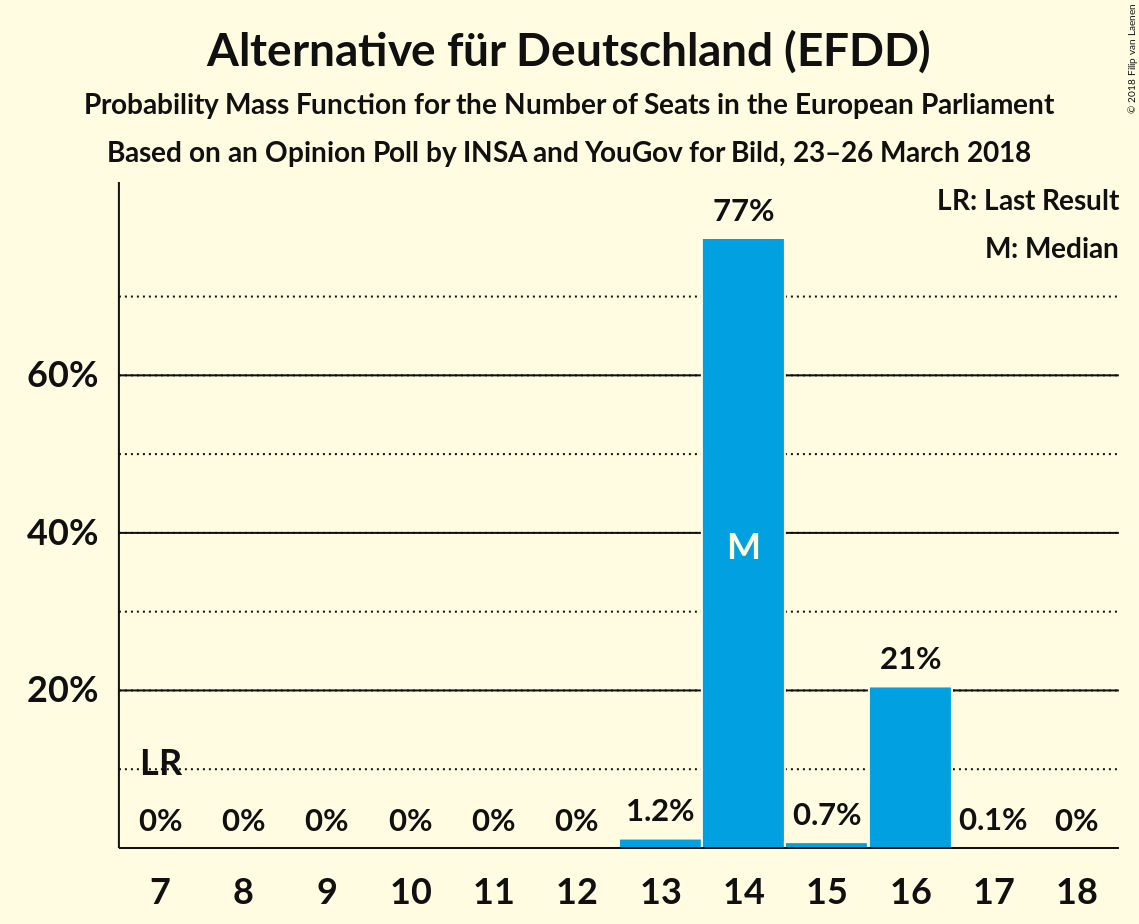 Alternative für Deutschland (EFDD)
Probability Mass Function for the Number of Seats in the European Parliament
Based on an Opinion Poll by INSA and YouGov for Bild, 23–26 March 2018
© 2018 Filip van Laenen
LR: Last Result
M: Median
77%
60%
40%
M
21%
20%
LR
0% 0% 0% 0% 0% 0% 1.2% 0.7% 0.1% 0%
7 8 9 10 11 12 13 14 15 16 17 18